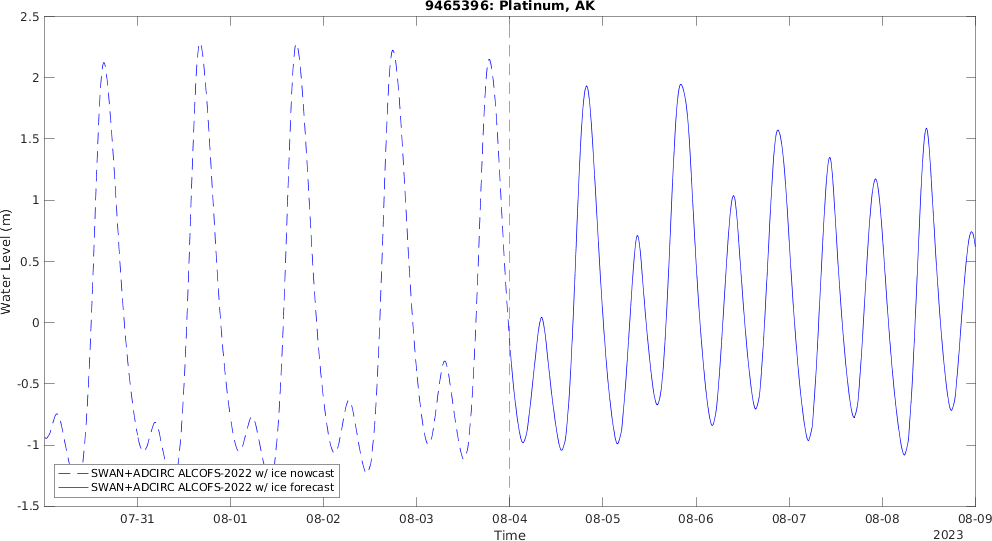 9465396: Platinum, AK
2.5
2
1.5
1
0.5
0
-0.5
-1
-1.5
Water Level (m)
SWAN+ADCIRC ALCOFS-2022 w/ ice nowcast
SWAN+ADCIRC ALCOFS-2022 w/ ice forecast
07-31 08-01 08-02 08-03 08-04 08-05 08-06 08-07 08-08 08-09
Time
2023